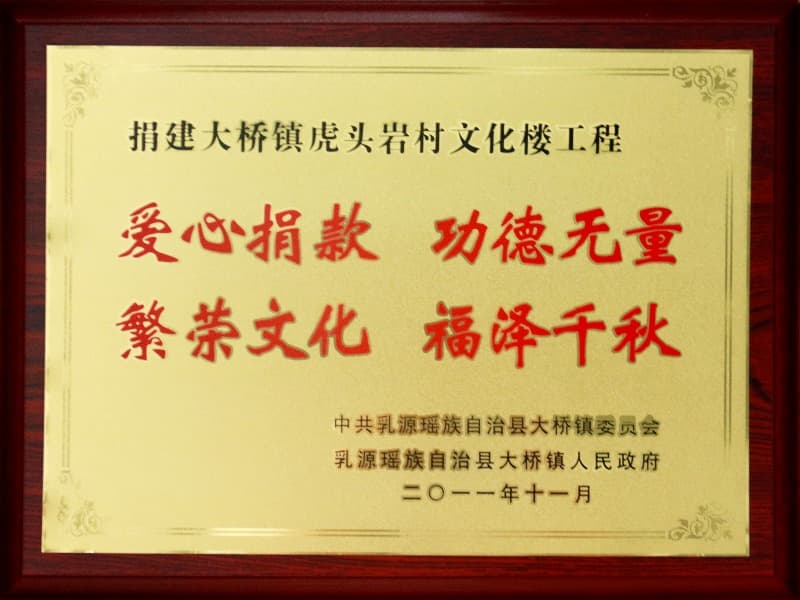 捐建大桥镇虎头岩村文化楼工程
爱心捐款 功德无量
繁荣文化 福泽千秋
中共乳源瑶族自治县大桥镇委员会
乳源瑶族自治县大桥镇人民政府
二〇一一年十一月